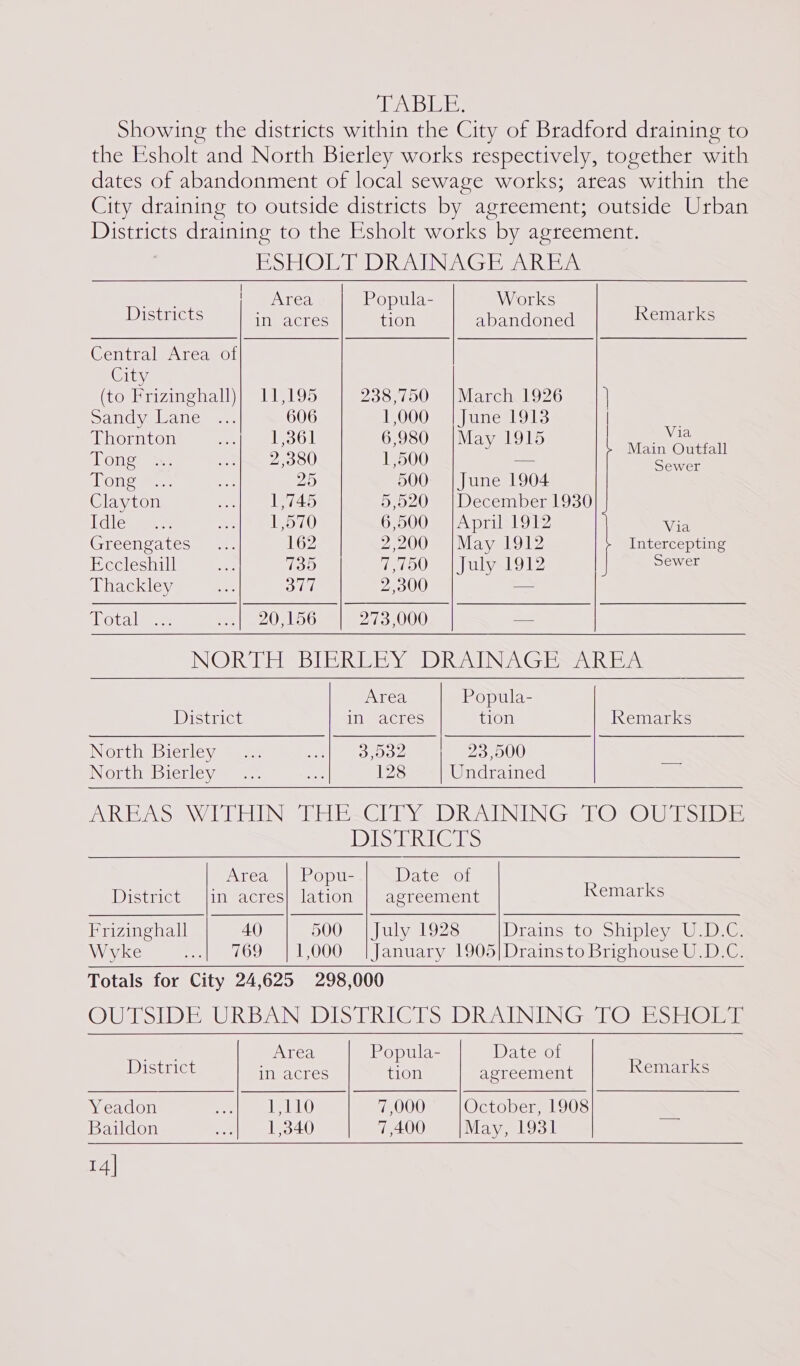 TABLE.
Showing the districts within the City of Bradford draining to
the Esholt and North Bierley works respectively, together with
dates of abandonment of local sewage works; areas within the
City draining to outside districts by agreement; outside Urban
Districts draining to the Esholt works by agreement.
ESHOLT DRAINAGE AREA
Districts | Area in acres | Popula-tion | Works abandoned | Remarks
Central Area of
City
(to Frizinghall) 11,195 238,750 March 1926
Sandy Lane ... 606 1,000 June 1913
Thornton ... 1,361 6,980 May 1915 Via
Tong ... ... 2,380 1,500 — Main Outfall
Tong ... ... 25 500 June 1904 Sewer
Clayton ... 1,745 5,520 December 1930
Idle ... ... 1,570 6,500 April 1912 Via
Greengates ... 162 2,200 May 1912 Intercepting
Eccleshill ... 735 7,750 July 1912 Sewer
Thackley ... 377 2,300 —
Total ... ... 20,156 273,000 —
NORTH BIERLEY DRAINAGE AREA
District | Area in acres | Popula-tion | Remarks
North Bierley ... ... 3,532 23,500
North Bierley ... ... 128 Undrained —
AREAS WITHIN THE CITY DRAINING TO OUTSIDE
DISTRICTS
District | Area in acres | Popu-lation | Date of agreement | Remarks
Frizinghall 40 500 July 1928 Drains to Shipley U.D.C.
Wyke ... 769 1,000 January 1905 Drains to Brighouse U.D.C.
Totals for City 24,625 298,000
OUTSIDE URBAN DISTRICTS DRAINING TO ESHOLT
District | Area in acres | Popula-tion | Date of agreement | Remarks
Yeadon ... 1,110 7,000 October, 1908
Baildon ... 1,340 7,400 May, 1931 —
14]